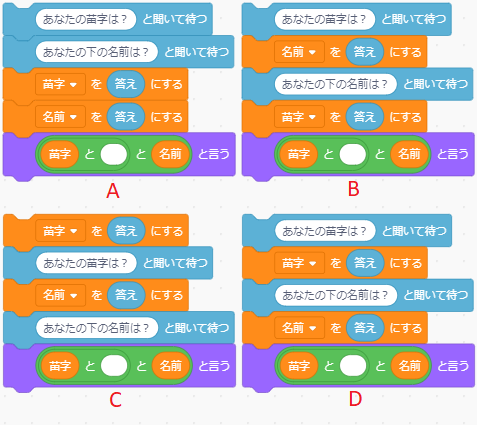 あなたの苗字は？ と聞いて待つ
あなたの下の名前は？ と聞いて待つ
苗字 を 答え にする
名前 を 答え にする
苗字 と と 名前 と言う
A
あなたの苗字は？ と聞いて待つ
名前 を 答え にする
あなたの下の名前は？ と聞いて待つ
苗字 を 答え にする
苗字 と と 名前 と言う
B
苗字 を 答え にする
あなたの苗字は？ と聞いて待つ
名前 を 答え にする
あなたの下の名前は？ と聞いて待つ
苗字 と と 名前 と言う
C
あなたの苗字は？ と聞いて待つ
苗字 を 答え にする
あなたの下の名前は？ と聞いて待つ
名前 を 答え にする
苗字 と と 名前 と言う
D